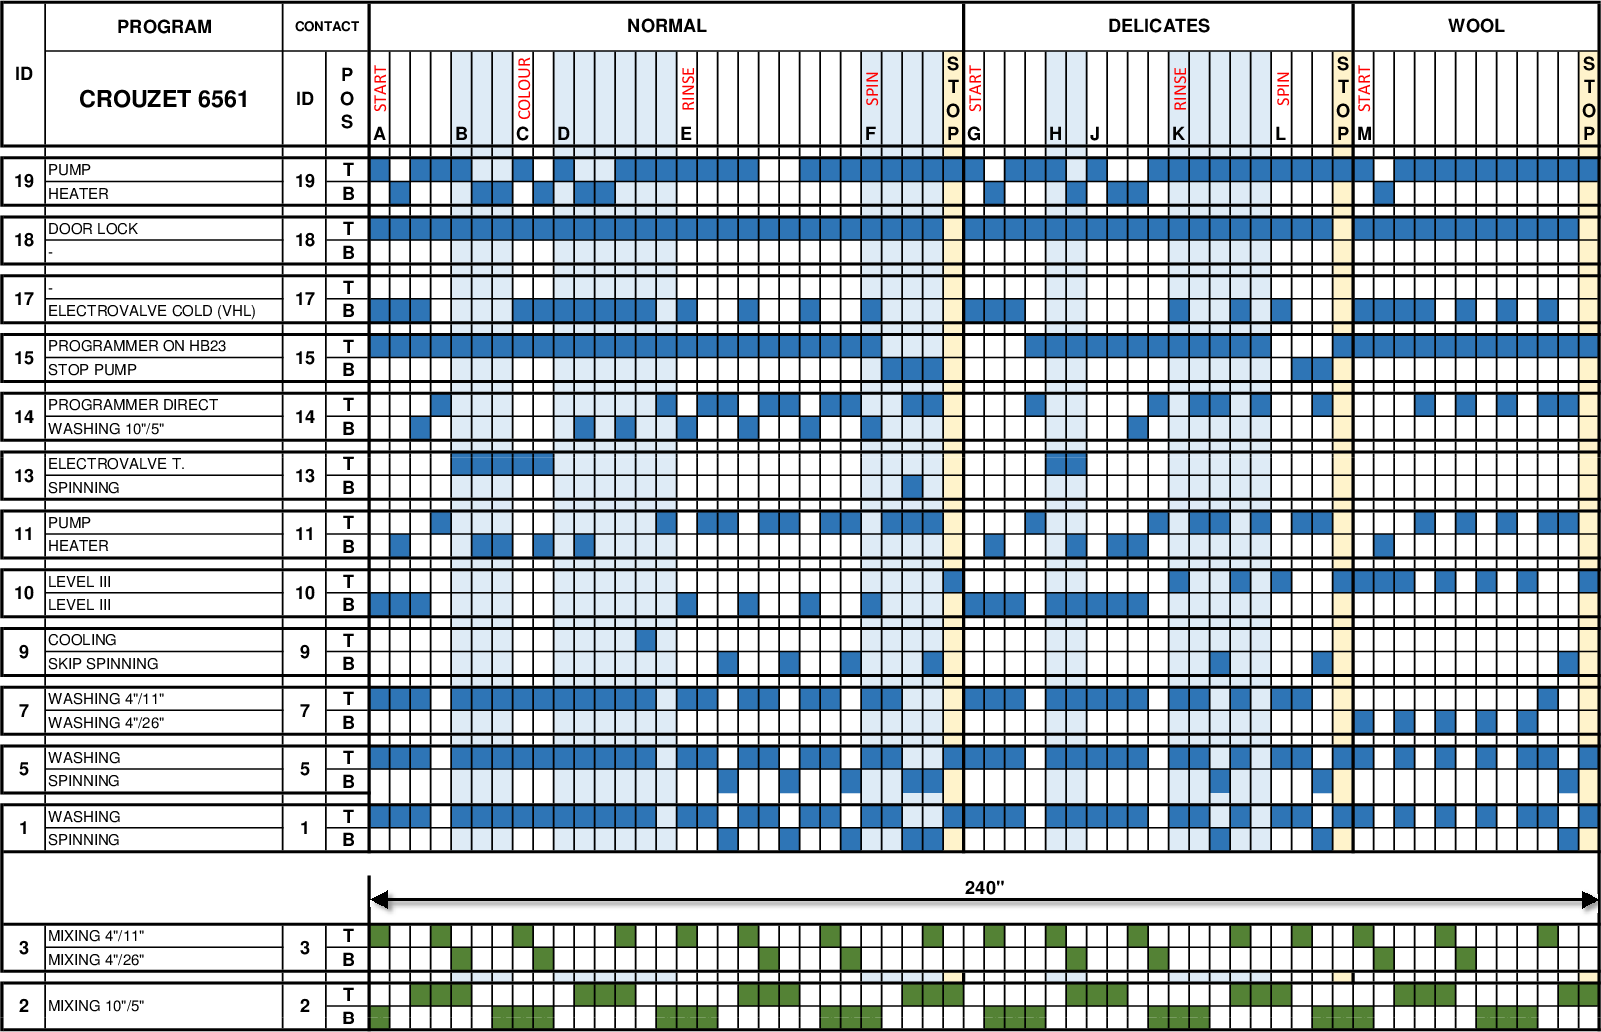 ID PROGRAM CONTACT NORMAL DELICATES WOOL
CROUZET 6561 ID POS START COLOUR RINSE SPIN STOP START RINSE SPIN STOP START STOP
A B C D E F G H J K L M
19 PUMP 19 T
HEATER B
18 DOOR LOCK 18 T
- B
17 - 17 T
ELECTROVALVE COLD (VHL) B
15 PROGRAMMER ON HB23 15 T
STOP PUMP B
14 PROGRAMMER DIRECT 14 T
WASHING 10"/5" B
13 ELECTROVALVE T. 13 T
SPINNING B
11 PUMP 11 T
HEATER B
10 LEVEL III 10 T
LEVEL III B
9 COOLING 9 T
SKIP SPINNING B
7 WASHING 4"/11" 7 T
WASHING 4"/26" B
5 WASHING 5 T
SPINNING B
1 WASHING 1 T
SPINNING B
240"
3 MIXING 4"/11" 3 T
MIXING 4"/26" B
2 MIXING 10"/5" 2 T
B